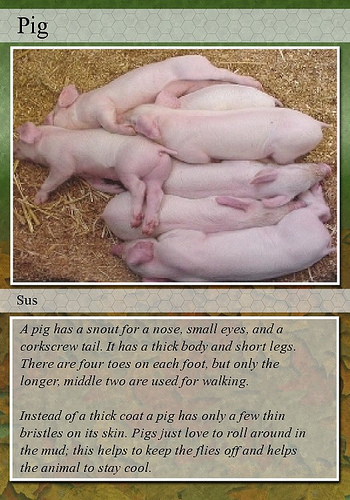 Pig
Sus
A pig has a snout for a nose, small eyes, and a
corkscrew tail. It has a thick body and short legs.
There are four toes on each foot, but only the
longer, middle two are used for walking.
Instead of a thick coat a pig has only a few thin
bristles on its skin. Pigs just love to roll around in
the mud; this helps to keep the flies off and helps
the animal to stay cool.